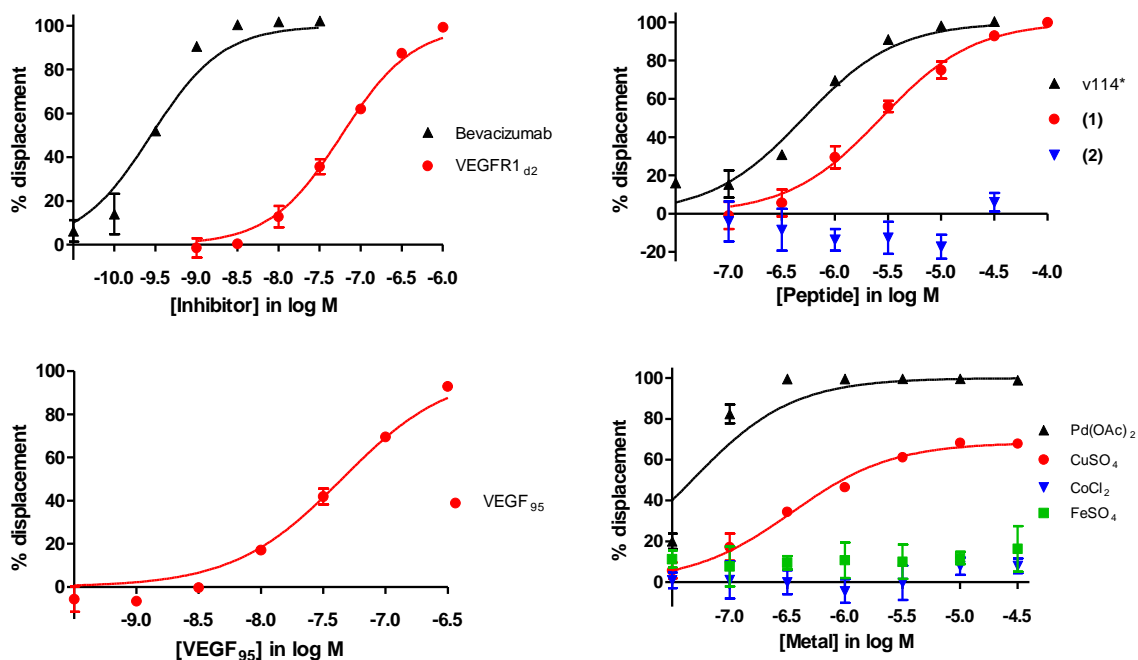 % displacement
100
80
60
40
20
0
-10.0 -9.5 -9.0 -8.5 -8.0 -7.5 -7.0 -6.5 -6.0
[Inhibitor] in log M
Bevacizumab
VEGFR1d2
% displacement
100
80
60
40
20
0
-20
-7.0 -6.5 -6.0 -5.5 -5.0 -4.5 -4.0
[Peptide] in log M
v114*
(1)
(2)
% displacement
100
80
60
40
20
0
-9.0 -8.5 -8.0 -7.5 -7.0 -6.5
[VEGF95] in log M
VEGF95
% displacement
100
80
60
40
20
0
-7.0 -6.5 -6.0 -5.5 -5.0 -4.5
[Metal] in log M
Pd(OAc)2
CuSO4
CoCl2
FeSO4